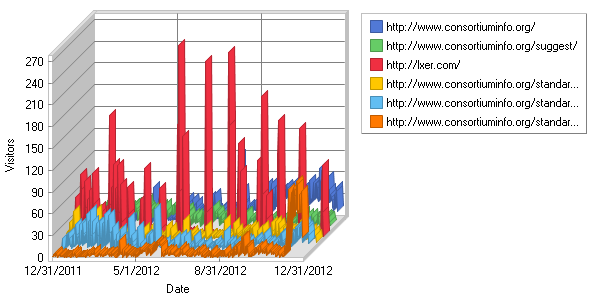 270
240
210
180
150
120
90
60
30
0
Visitors
12/31/2011 5/1/2012 8/31/2012 12/31/2012
Date
http://www.consortiuminfo.org/
http://www.consortiuminfo.org/suggest/
http://lxer.com/
http://www.consortiuminfo.org/standar...
http://www.consortiuminfo.org/standar...
http://www.consortiuminfo.org/standar...